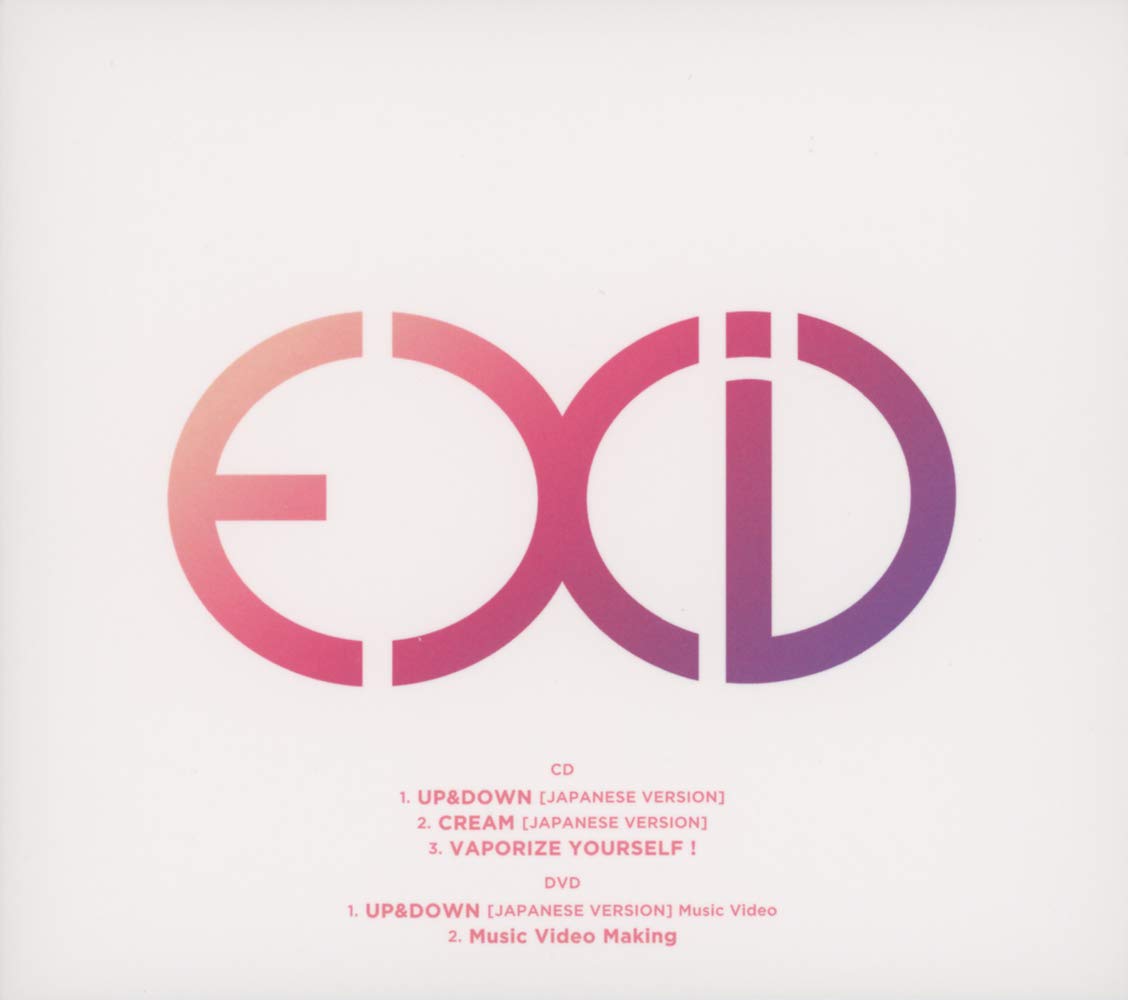 EXiD
CD
1. UP&DOWN [JAPANESE VERSION]
2. CREAM [JAPANESE VERSION]
3. VAPORIZE YOURSELF !
DVD
1. UP&DOWN [JAPANESE VERSION] Music Video
2. Music Video Making